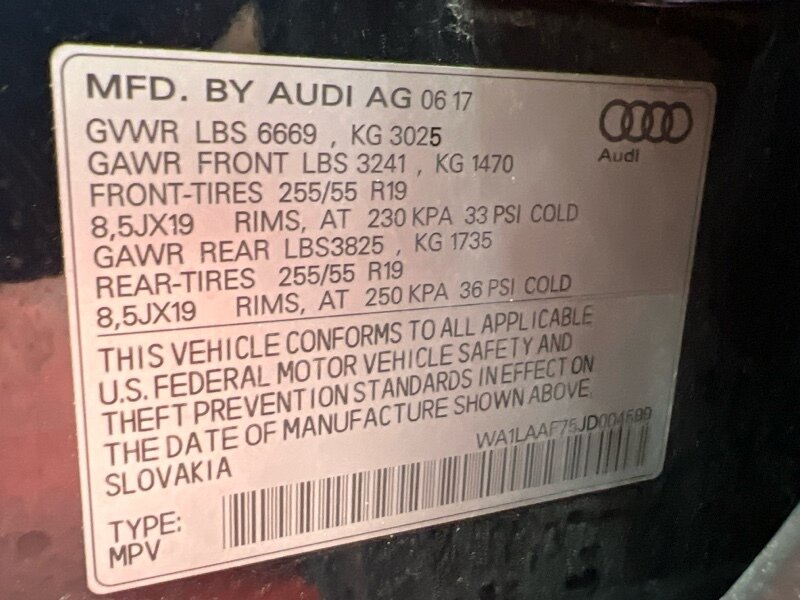 MFD. BY AUDI AG 06 17
Audi
GVWR LBS 6669 , KG 3025
GAWR FRONT LBS 3241 , KG 1470
FRONT-TIRES 255/55 R19
8,5JX19 RIMS, AT 230 KPA 33 PSI COLD
GAWR REAR LBS3825 , KG 1735
REAR-TIRES 255/55 R19
8,5JX19 RIMS, AT 250 KPA 36 PSI COLD
THIS VEHICLE CONFORMS TO ALL APPLICABLE
U.S. FEDERAL MOTOR VEHICLE SAFETY AND
THEFT PREVENTION STANDARDS IN EFFECT ON
THE DATE OF MANUFACTURE SHOWN ABOVE.
SLOVAKIA
WA1LAAF75JD004599
TYPE:
MPV